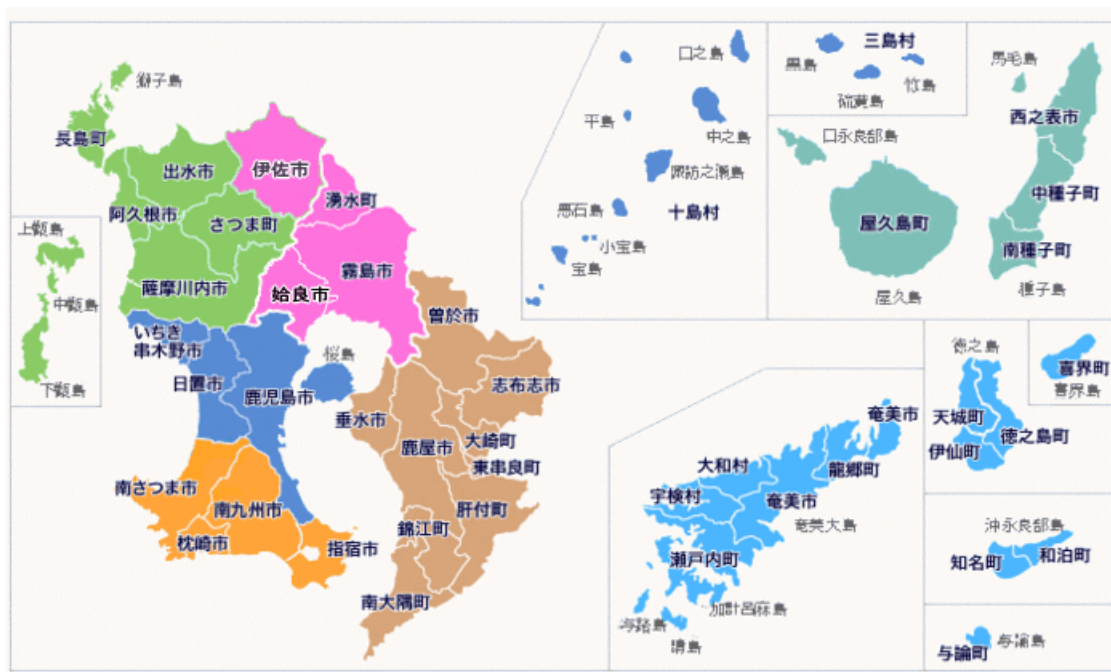 獅子島
長島町
出水市
伊佐市
湧水町
阿久根市
さつま町
霧島市
薩摩川内市
姶良市
上甑島
中甑島
下甑島
いちき
串木野市
日置市
鹿児島市
桜島
曽於市
志布志市
垂水市
鹿屋市
大崎町
東串良町
南さつま市
南九州市
枕崎市
指宿市
錦江町
肝付町
南大隅町
口之島
平島
中之島
諏訪之瀬島
悪石島
十島村
小宝島
宝島
三島村
黒島
硫黄島
竹島
馬毛島
西之表市
口永良部島
中種子町
屋久島町
南種子町
屋久島
種子島
奄美市
大和村
龍郷町
宇検村
奄美市
奄美大島
瀬戸内町
加計呂麻島
与路島
請島
徳之島
天城町
徳之島町
伊仙町
喜界町
喜界島
沖永良部島
知名町
和泊町
与論町
与論島